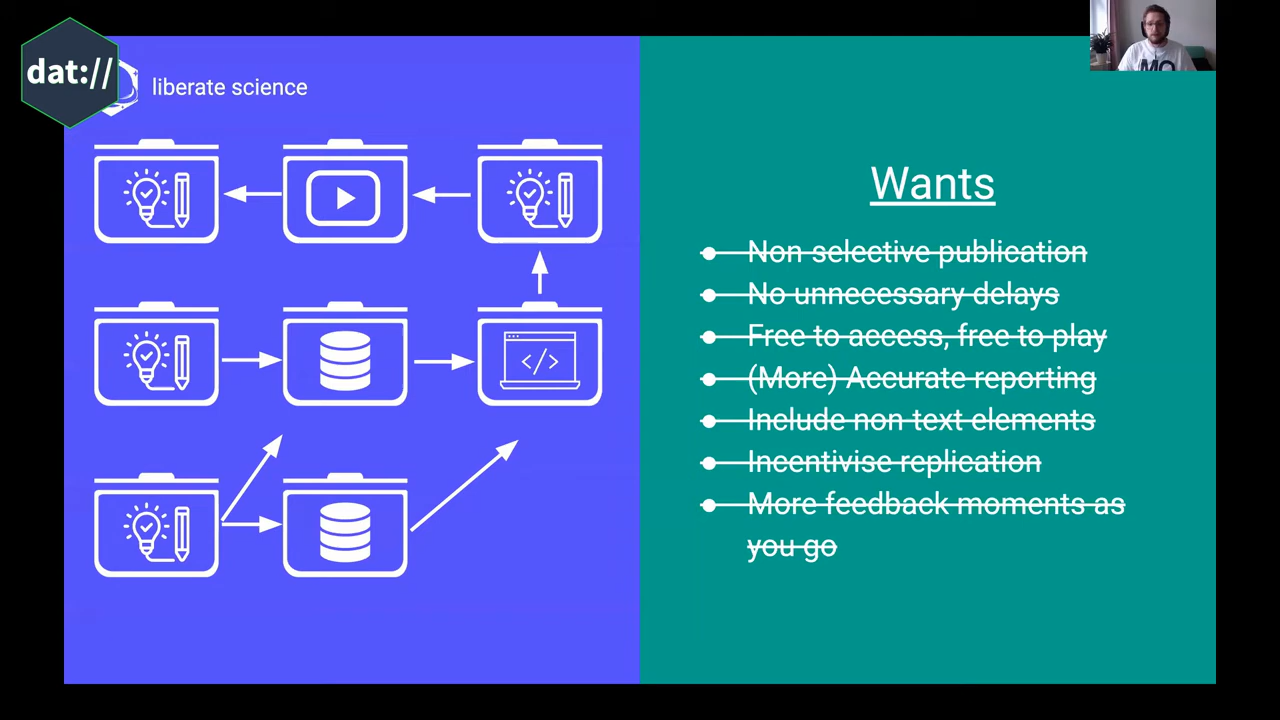 dat://
liberate science
</>
Wants
Non selective publication
No unnecessary delays
Free to access, free to play
(More) Accurate reporting
Include non text elements
Incentivise replication
More feedback moments as
you go